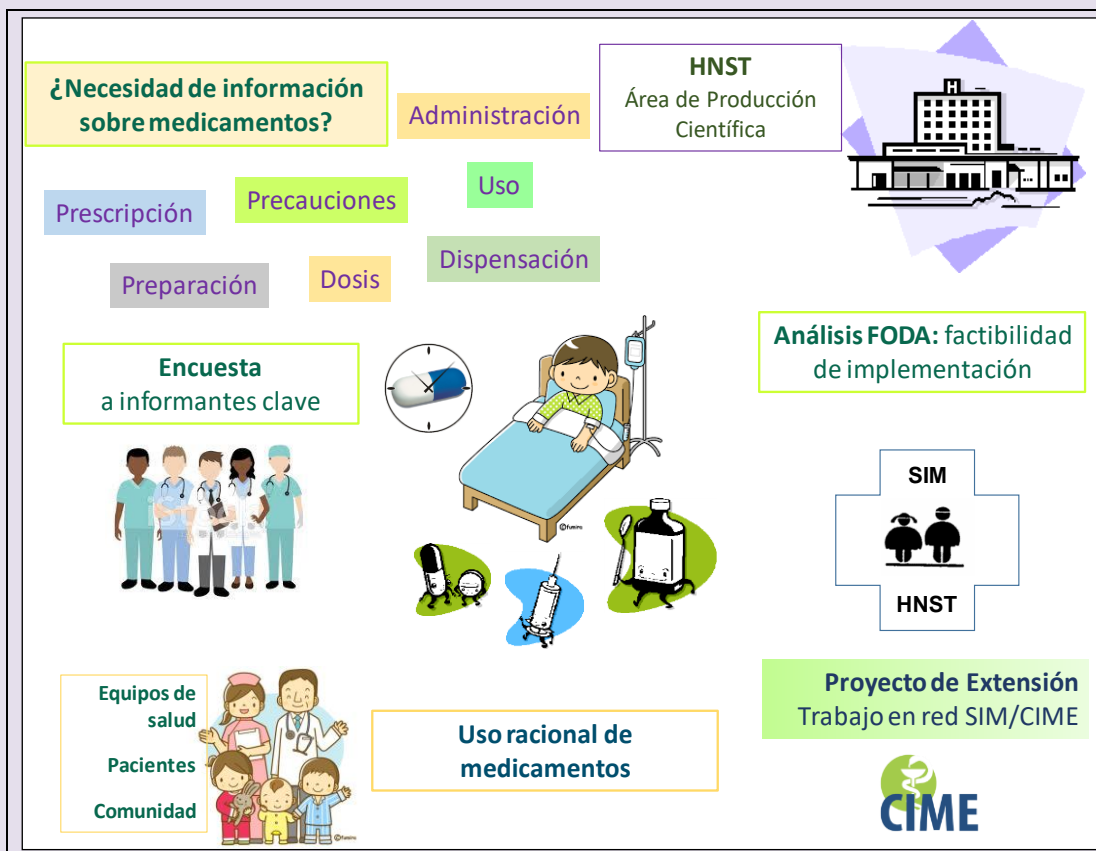 ¿Necesidad de información
sobre medicamentos?
Administración
HNST
Área de Producción
Científica
H
Prescripción
Precauciones
Uso
Preparación
Dosis
Dispensación
Encuesta
a informantes clave
Análisis FODA: factibilidad
de implementación
©fumira
SIM
HNST
Equipos de
salud
Pacientes
Comunidad
©fumira
Uso racional de
medicamentos
Proyecto de Extensión
Trabajo en red SIM/CIME
CIME